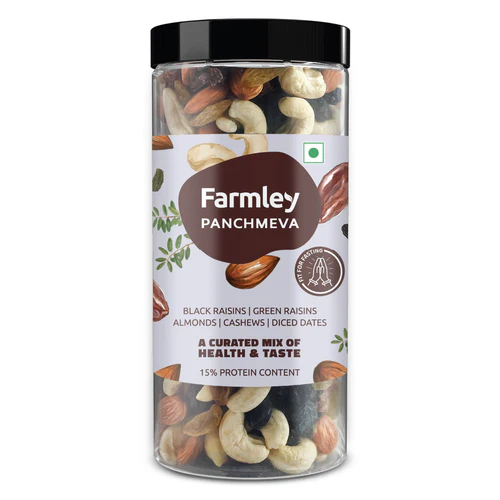 Farmley
PANCHMEVA
FIT FOR FASTING
BLACK RAISINS | GREEN RAISINS
ALMONDS | CASHEWS | DICED DATES
A CURATED MIX OF
HEALTH & TASTE
15% PROTEIN CONTENT